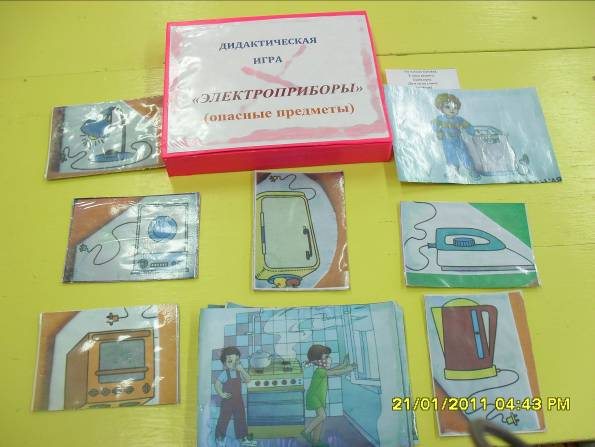 ДИДАКТИЧЕСКАЯ
ИГРА
«ЭЛЕКТРОПРИБОРЫ»
(опасные предметы)
21/01/2011 04:43 PM